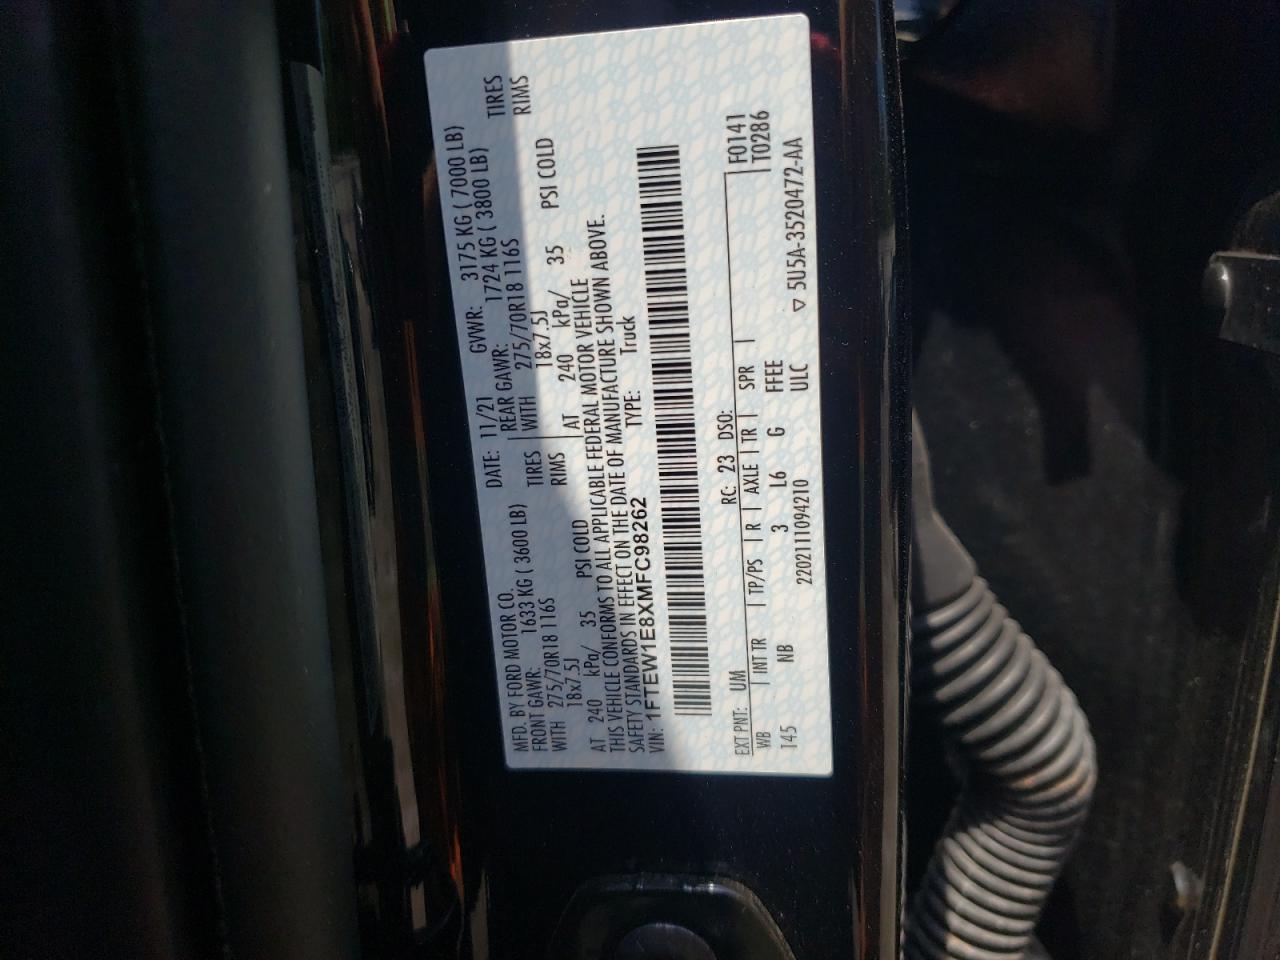 MFD. BY FORD MOTOR CO.
DATE: 11/21 GVWR: 3175 KG ( 7000 LB)
FRONT GAWR: 1633 KG ( 3600 LB) REAR GAWR: 1724 KG ( 3800 LB)
WITH 275/70R18 116S TIRES WITH 275/70R18 116S TIRES
18x7.5J RIMS 18x7.5J RIMS
AT 240 kPa/ 35 PSI COLD AT 240 kPa/ 35 PSI COLD
THIS VEHICLE CONFORMS TO ALL APPLICABLE FEDERAL MOTOR VEHICLE
SAFETY STANDARDS IN EFFECT ON THE DATE OF MANUFACTURE SHOWN ABOVE.
VIN: 1FTEW1E8XMFC98262 TYPE: Truck
EXT PNT: UM RC: 23 DSO: F0141
WB | INT TR | TP/PS | R | AXLE | TR | SPR | T0286
145 NB 3 L6 G FFEE
2202111094210 ULC ▽ 5U5A-3520472-AA